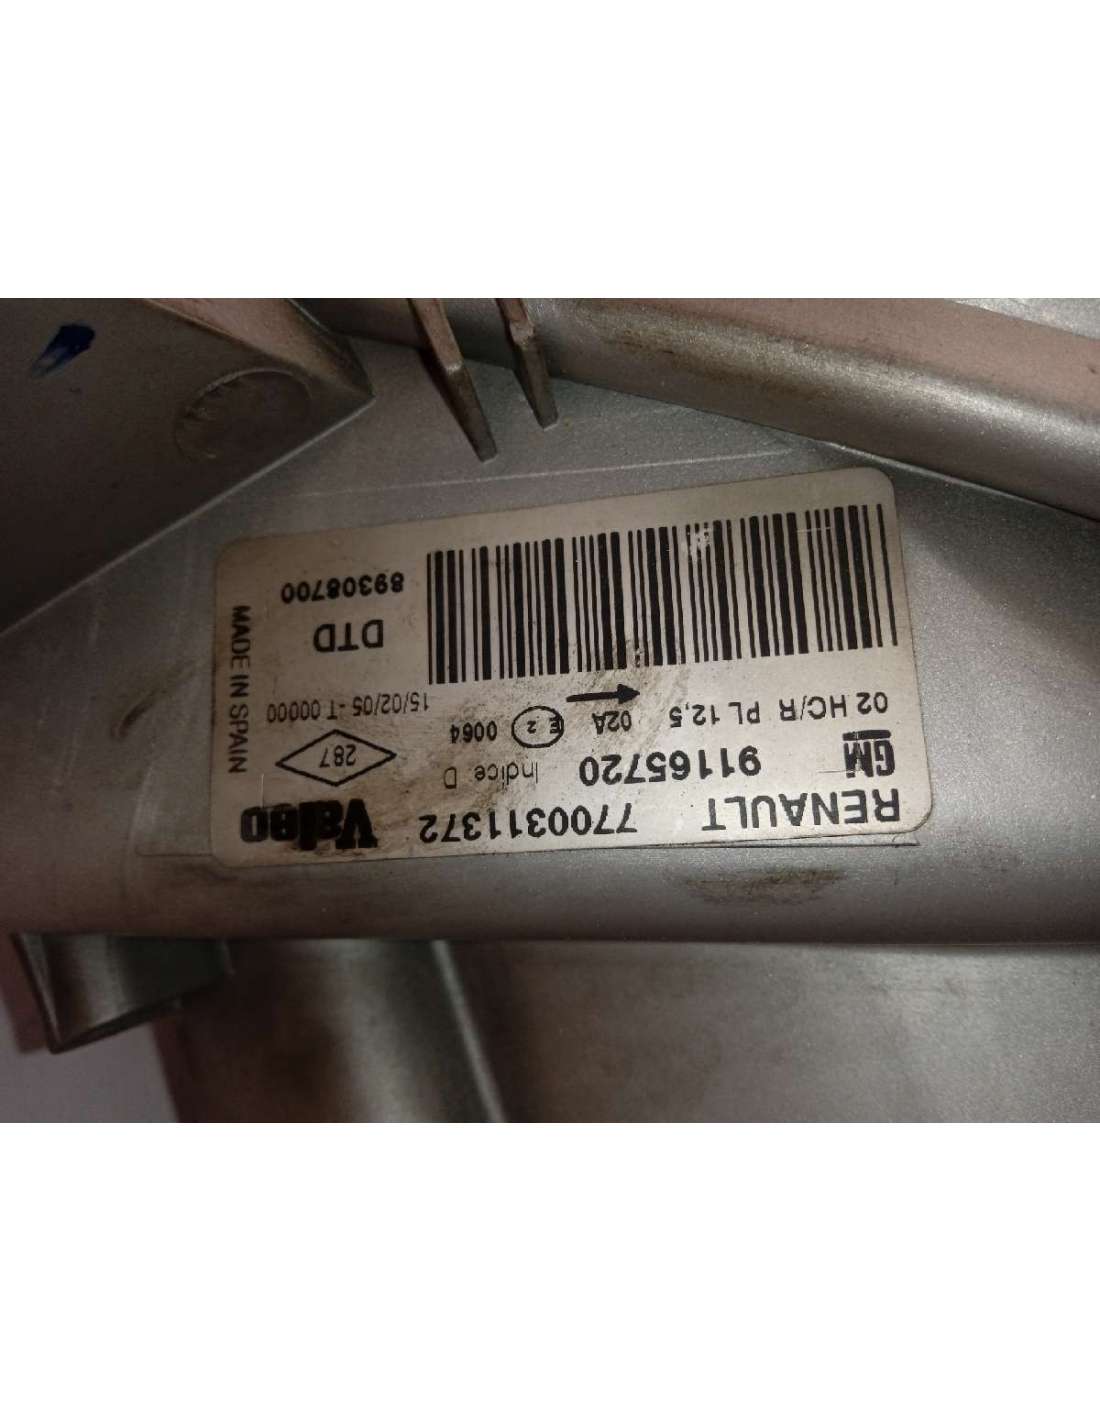 RENAULT 7700311372 Valeo
GM 91165720 Indice D 287
02 HC/R PL 12,5 02A E 2 0064 15/02/05 -T 00000
DTD
89308700
MADE IN SPAIN